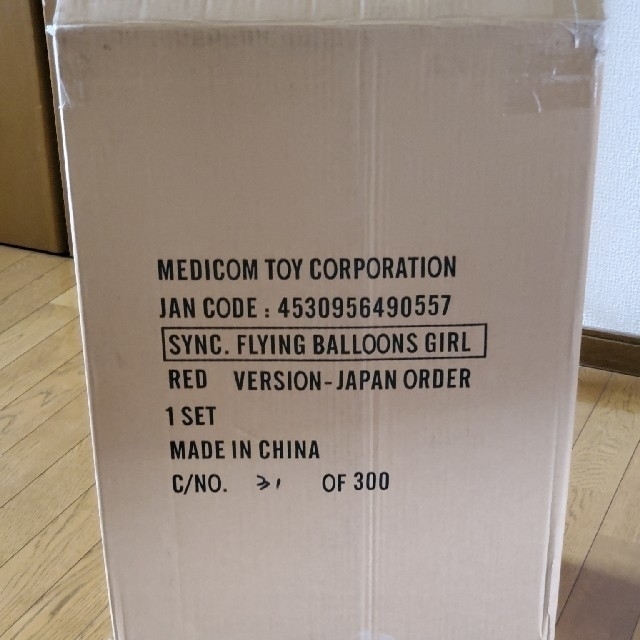 MEDICOM TOY CORPORATION
JAN CODE : 4530956490557
SYNC. FLYING BALLOONS GIRL
RED VERSION-JAPAN ORDER
1 SET
MADE IN CHINA
C/NO. OF 300